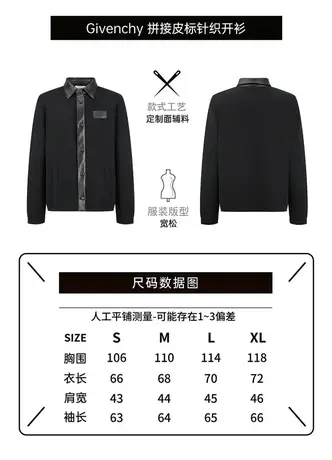 Givenchy 拼接皮标针织开衫
款式工艺
定制面辅料
服装版型
宽松
尺码数据图
人工平铺测量-可能存在1~3偏差
SIZE S M L XL
胸围 106 110 114 118
衣长 66 68 70 72
肩宽 43 44 45 46
袖长 63 64 65 66